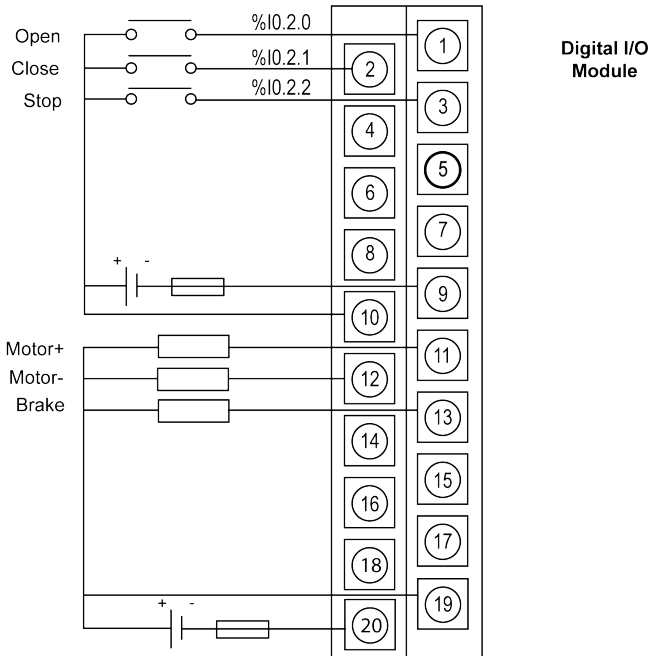 Open
%I0.2.0
1
Digital I/O
Module
Close
%I0.2.1
2
Stop
%I0.2.2
3
4
5
6
7
8
+ -
9
10
Motor+
11
Motor-
12
Brake
13
14
15
16
17
18
+ -
19
20